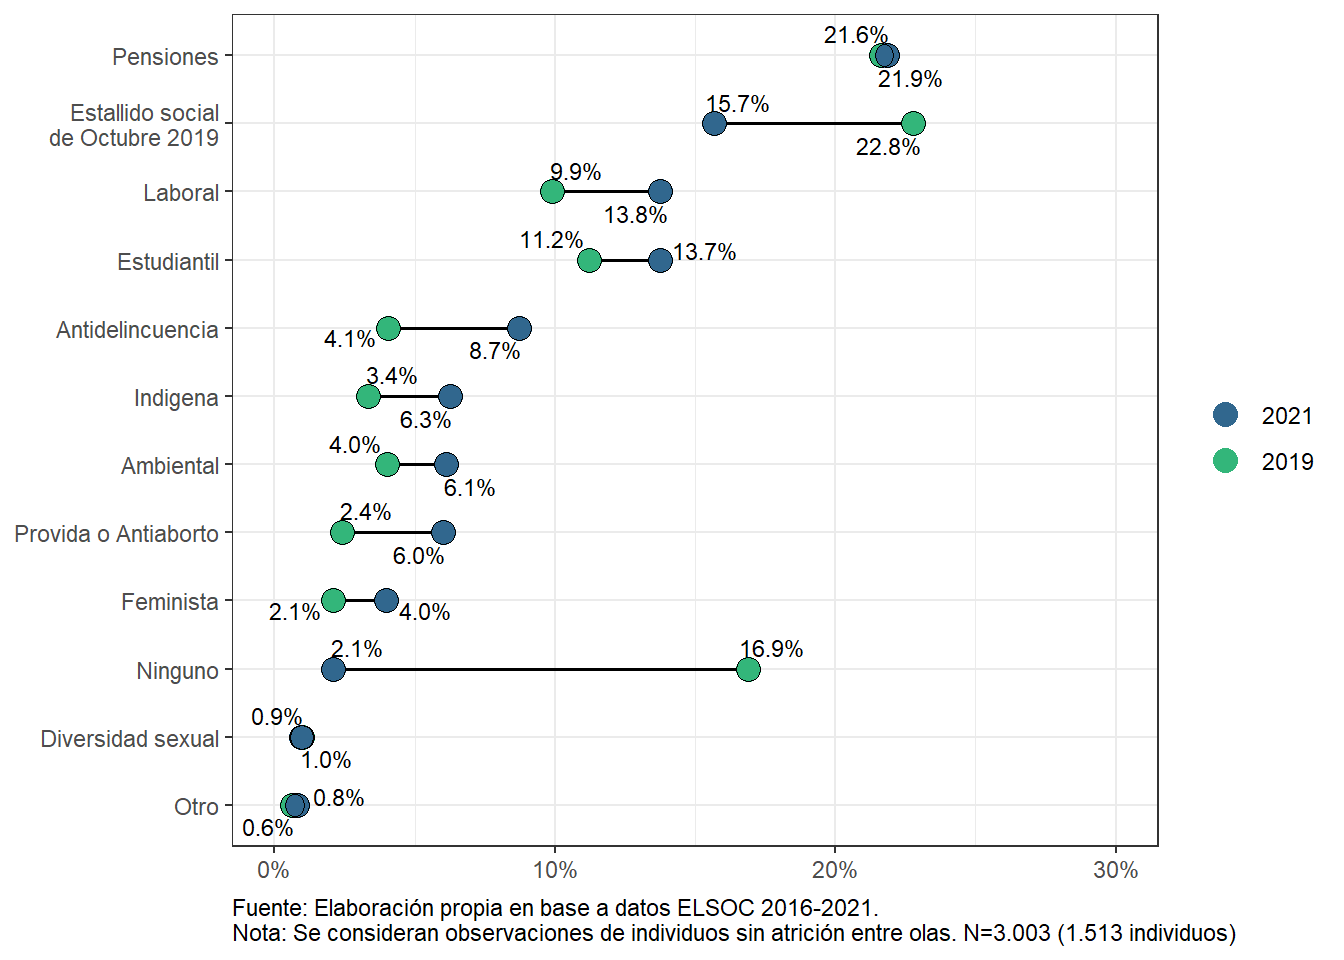 Pensiones
21.6%
21.9%
Estallido social
de Octubre 2019
15.7%
22.8%
Laboral
9.9%
13.8%
Estudiantil
11.2%
13.7%
Antidelincuencia
4.1%
8.7%
Indigena
3.4%
6.3%
Ambiental
4.0%
6.1%
Provida o Antiaborto
2.4%
6.0%
Feminista
2.1%
4.0%
Ninguno
2.1%
16.9%
Diversidad sexual
0.9%
1.0%
Otro
0.8%
0.6%
0%
10%
20%
30%
2021
2019
Fuente: Elaboración propia en base a datos ELSOC 2016-2021.
Nota: Se consideran observaciones de individuos sin atrición entre olas. N=3.003 (1.513 individuos)